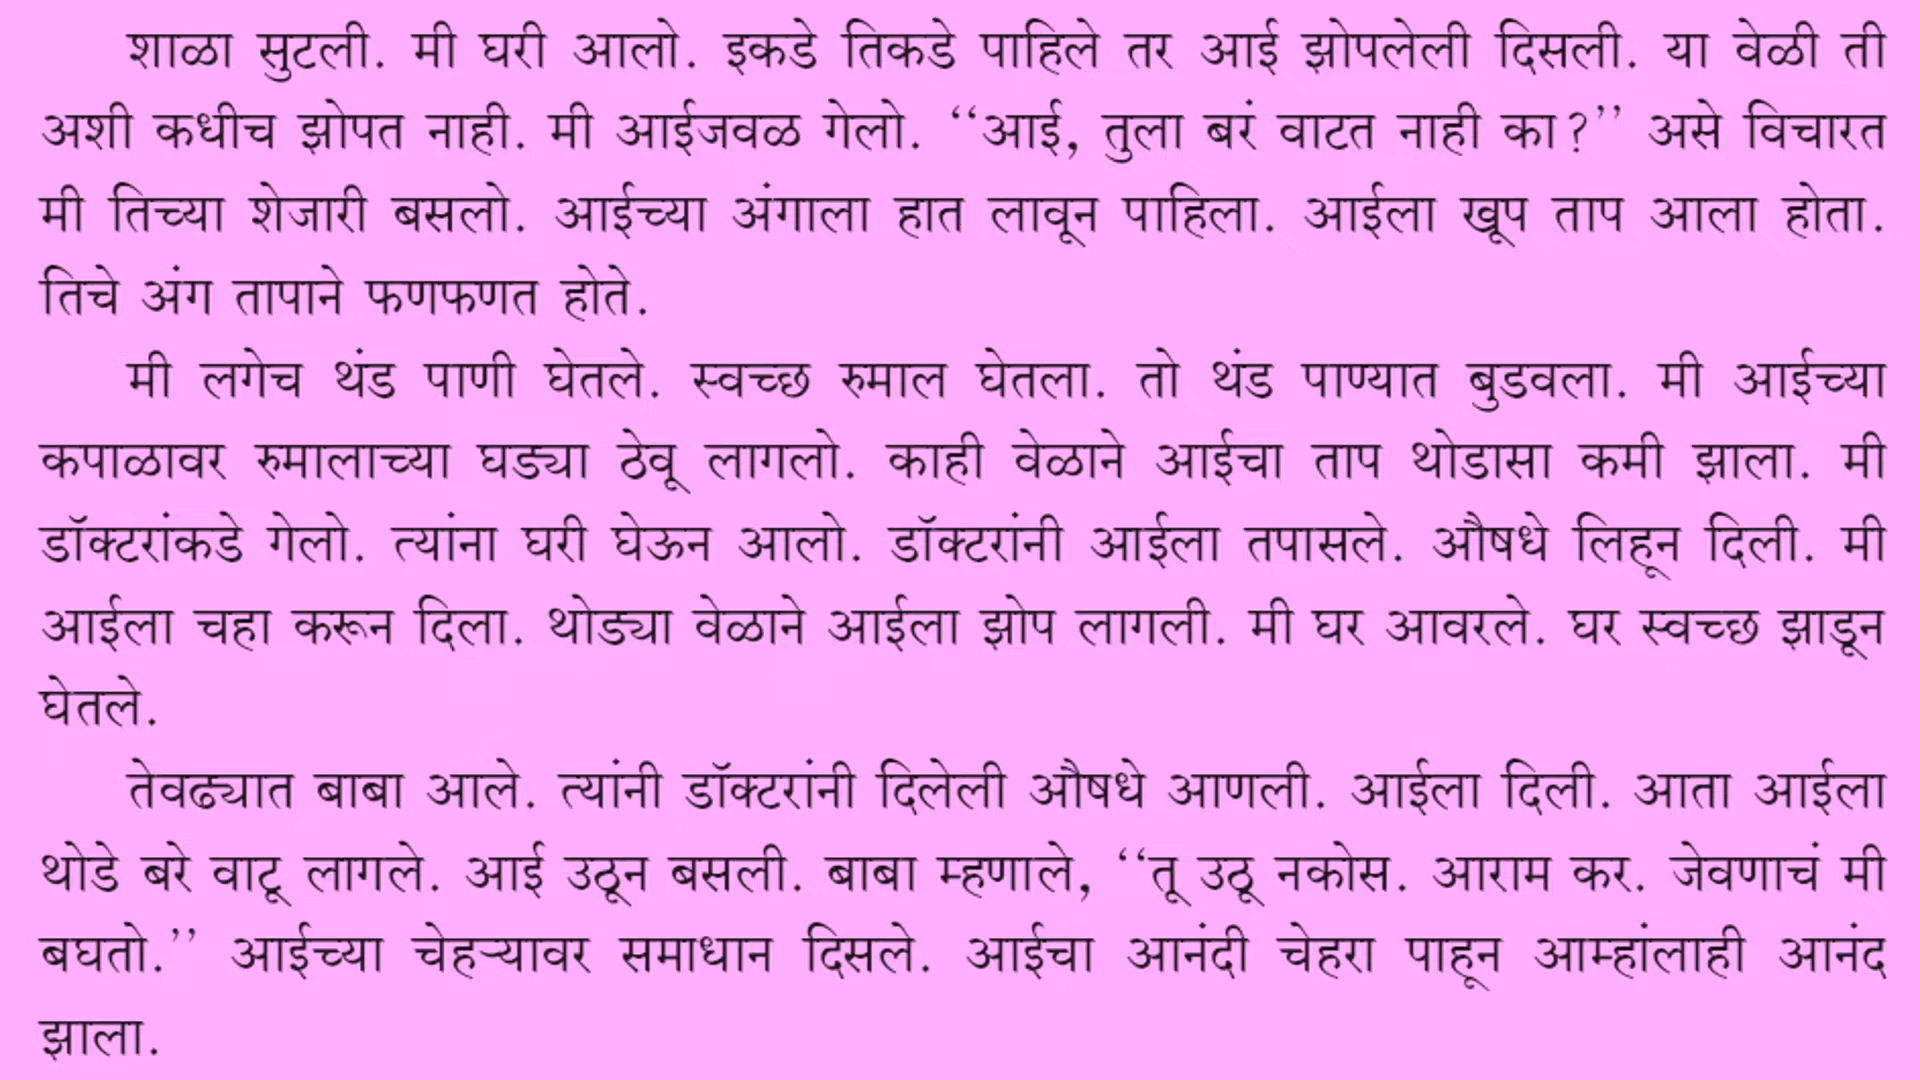 शाळा सुटली. मी घरी आलो. इकडे तिकडे पाहिले तर आई झोपलेली दिसली. या वेळी ती
अशी कधीच झोपत नाही. मी आईजवळ गेलो. ‘‘आई, तुला बरं वाटत नाही का?’’ असे विचारत
मी तिच्या शेजारी बसलो. आईच्या अंगाला हात लावून पाहिला. आईला खूप ताप आला होता.
तिचे अंग तापाने फणफणत होते.
मी लगेच थंड पाणी घेतले. स्वच्छ रुमाल घेतला. तो थंड पाण्यात बुडवला. मी आईच्या
कपाळावर रुमालाच्या घड्या ठेवू लागलो. काही वेळाने आईचा ताप थोडासा कमी झाला. मी
डॉक्टरांकडे गेलो. त्यांना घरी घेऊन आलो. डॉक्टरांनी आईला तपासले. औषधे लिहून दिली. मी
आईला चहा करून दिला. थोड्या वेळाने आईला झोप लागली. मी घर आवरले. घर स्वच्छ झाडून
घेतले.
तेवढ्यात बाबा आले. त्यांनी डॉक्टरांनी दिलेली औषधे आणली. आईला दिली. आता आईला
थोडे बरे वाटू लागले. आई उठून बसली. बाबा म्हणाले, ‘‘तू उठू नकोस. आराम कर. जेवणाचं मी
बघतो.’’ आईच्या चेहऱ्यावर समाधान दिसले. आईचा आनंदी चेहरा पाहून आम्हांलाही आनंद
झाला.